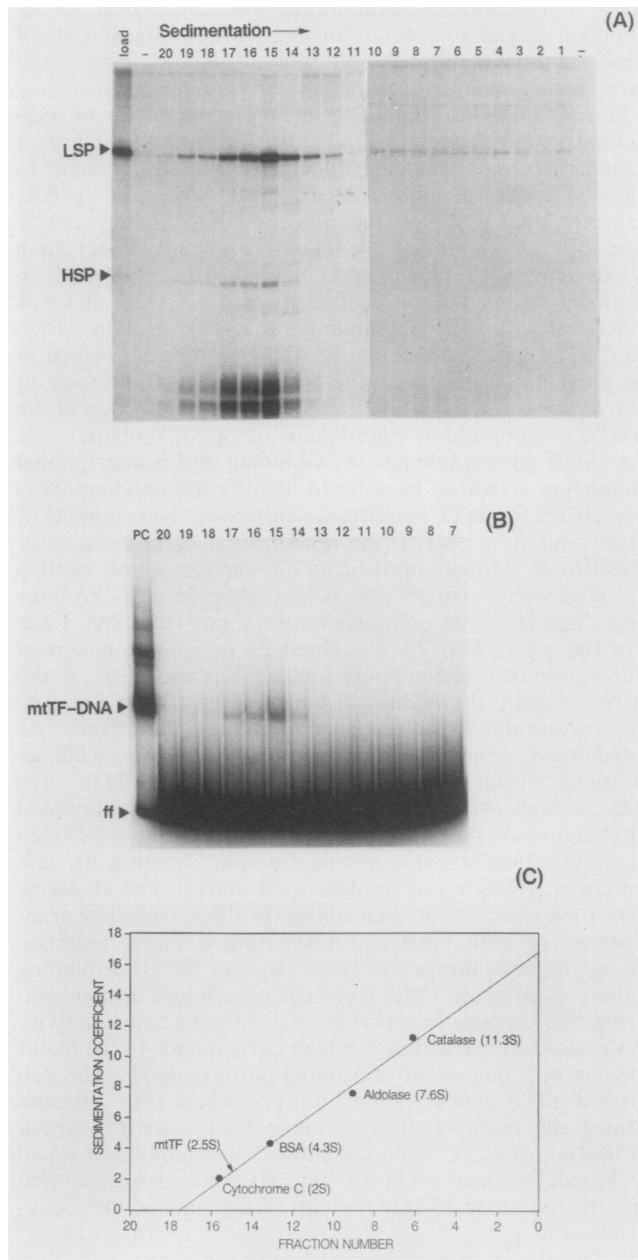 (A)
Sedimentation
load – 20 19 18 17 16 15 14 13 12 11 10 9 8 7 6 5 4 3 2 1 –
LSP
HSP
(B)
PC 20 19 18 17 16 15 14 13 12 11 10 9 8 7
mtTF-DNA
ff
(C)
18
16
14
12
10
8
6
4
2
0
SEDIMENTATION COEFFICIENT
Catalase (11.3S)
Aldolase (7.6S)
mtTF
(2.5S)
BSA (4.3S)
Cytochrome C (2S)
20 18 16 14 12 10 8 6 4 2 0
FRACTION NUMBER